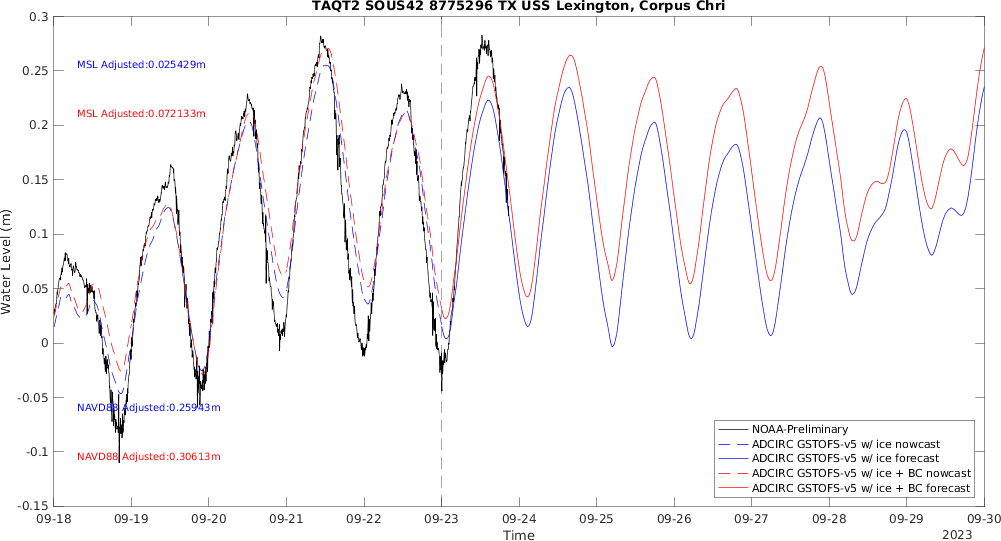 TAQT2 SOUS42 8775296 TX USS Lexington, Corpus Chri
0.3
0.25
0.2
0.15
0.1
0.05
0
-0.05
-0.1
-0.15
Water Level (m)
MSL Adjusted:0.025429m
MSL Adjusted:0.072133m
NAVD88 Adjusted:0.25943m
NAVD88 Adjusted:0.30613m
NOAA-Preliminary
ADCIRC GSTOFS-v5 w/ ice nowcast
ADCIRC GSTOFS-v5 w/ ice forecast
ADCIRC GSTOFS-v5 w/ ice + BC nowcast
ADCIRC GSTOFS-v5 w/ ice + BC forecast
09-18 09-19 09-20 09-21 09-22 09-23 09-24 09-25 09-26 09-27 09-28 09-29 09-30
Time
2023